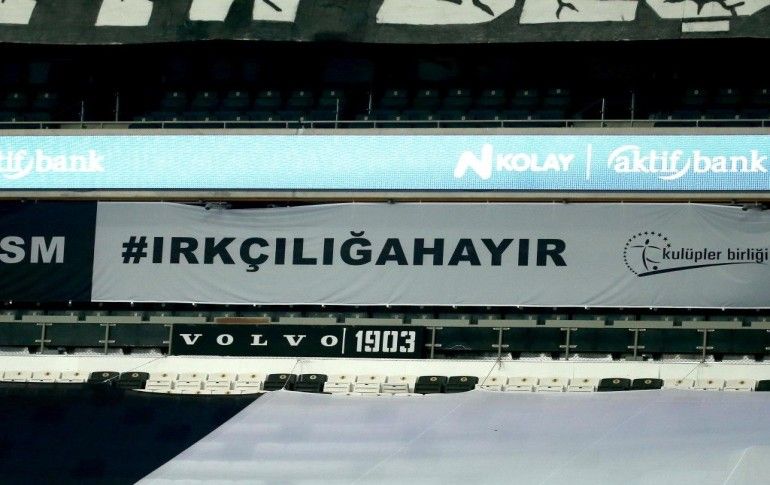 aktif bank N KOLAY | aktif bank
SM #IRKÇILIĞAHAYIR kulüpler birliği
VOLVO | 1903